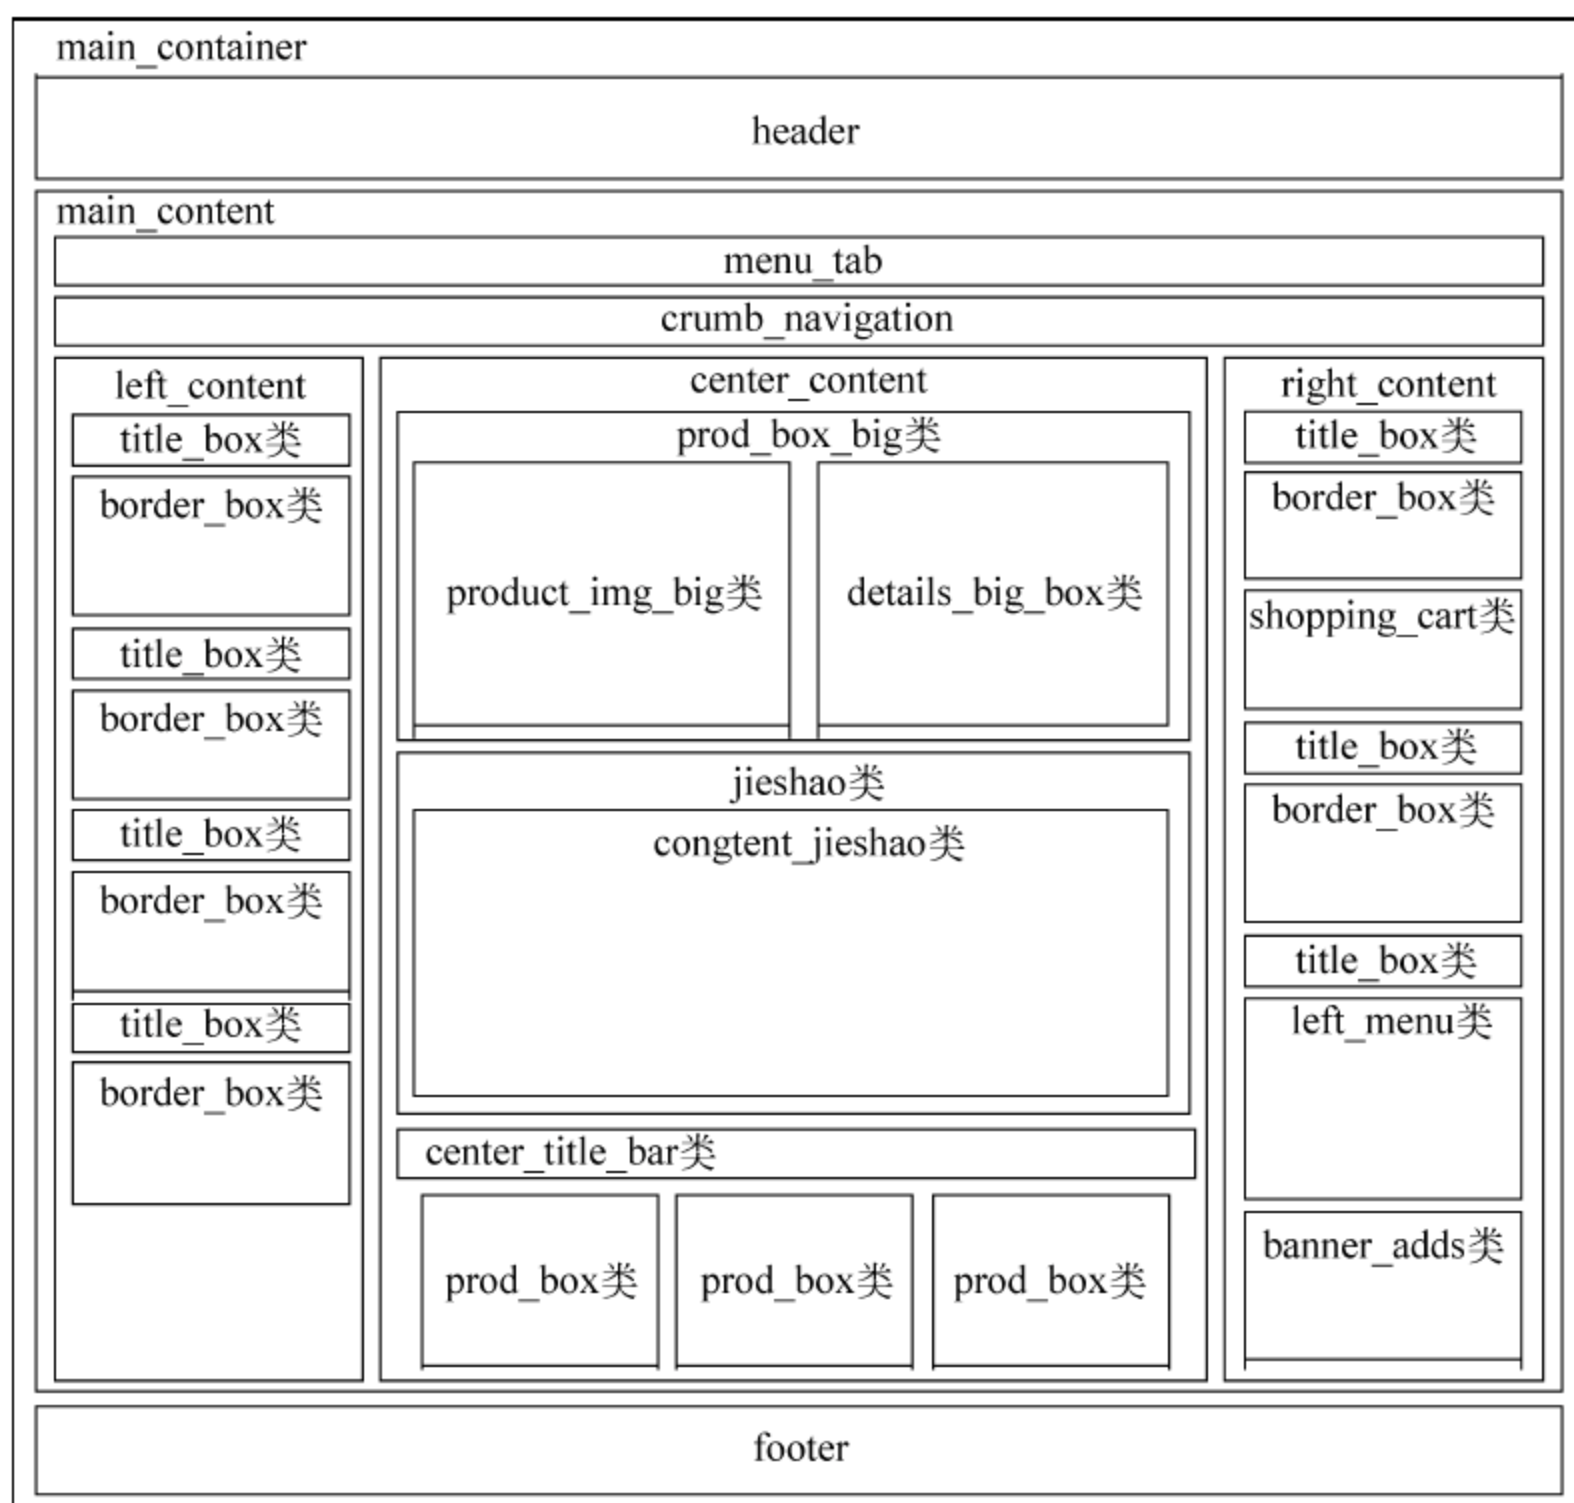 main_container
header
main_content
menu_tab
crumb_navigation
left_content
title_box类
border_box类
title_box类
border_box类
title_box类
border_box类
title_box类
border_box类
center_content
prod_box_big类
product_img_big类
details_big_box类
jieshao类
congtent_jieshao类
center_title_bar类
prod_box类
prod_box类
prod_box类
right_content
title_box类
border_box类
shopping_cart类
title_box类
border_box类
title_box类
left_menu类
banner_adds类
footer